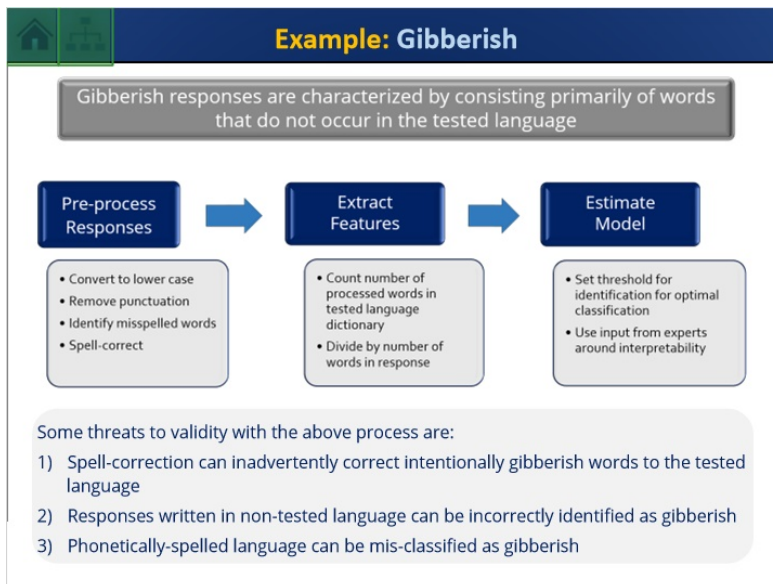 Example: Gibberish
Gibberish responses are characterized by consisting primarily of words
that do not occur in the tested language
Pre-process
Responses
• Convert to lower case
• Remove punctuation
• Identify misspelled words
• Spell-correct
Extract
Features
• Count number of
processed words in
tested language
dictionary
• Divide by number of
words in response
Estimate
Model
• Set threshold for
identification for optimal
classification
• Use input from experts
around interpretability
Some threats to validity with the above process are:
1) Spell-correction can inadvertently correct intentionally gibberish words to the tested
language
2) Responses written in non-tested language can be incorrectly identified as gibberish
3) Phonetically-spelled language can be mis-classified as gibberish